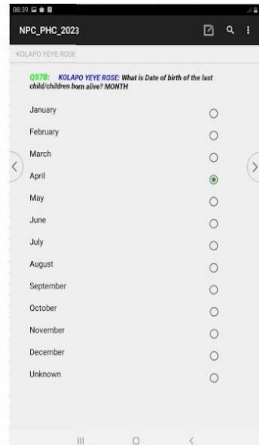 08:39
NPC_PHC_2023
KOLAPO YEYE ROSE
Q57B: KOLAPO YEYE ROSE: What is Date of birth of the last
child/children born alive? MONTH
January
February
March
April
May
June
July
August
September
October
November
December
Unknown